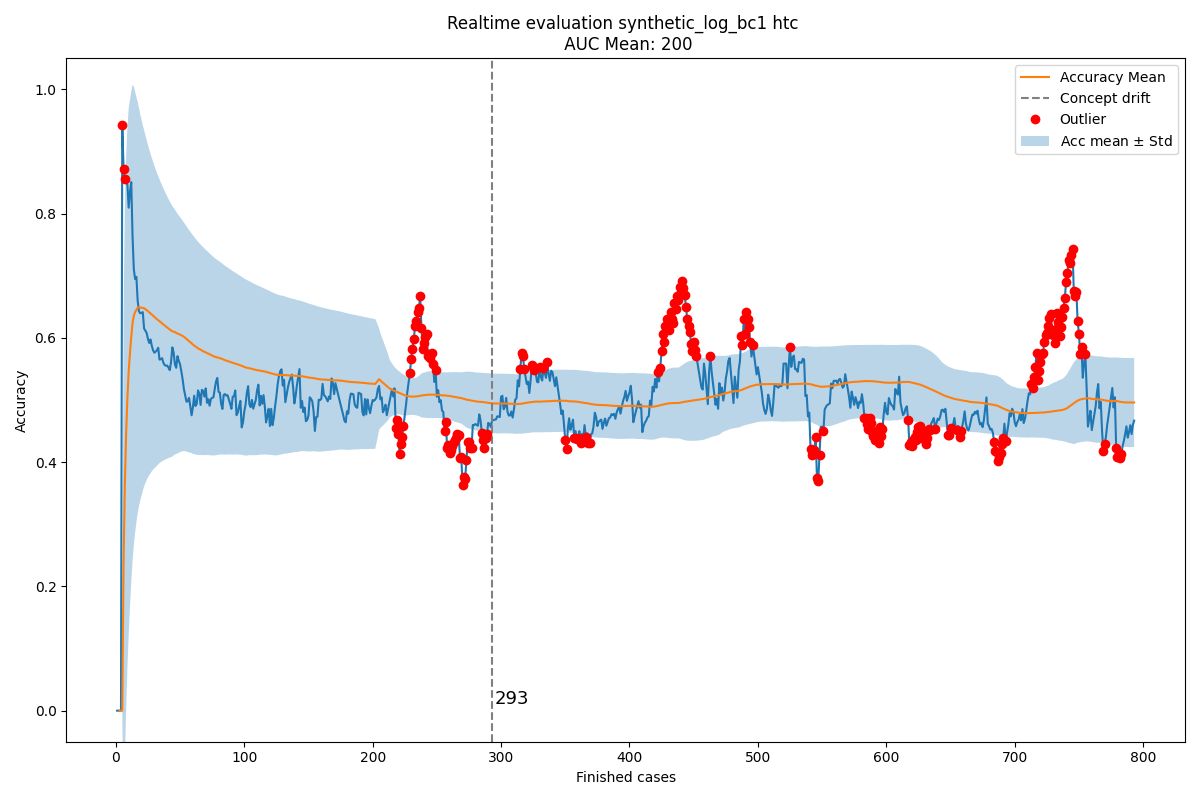 Realtime evaluation synthetic_log_bc1 htc
AUC Mean: 200
Accuracy Mean
Concept drift
Outlier
Acc mean ± Std
1.0
0.8
0.6
0.4
0.2
0.0
Accuracy
293
0 100 200 300 400 500 600 700 800
Finished cases